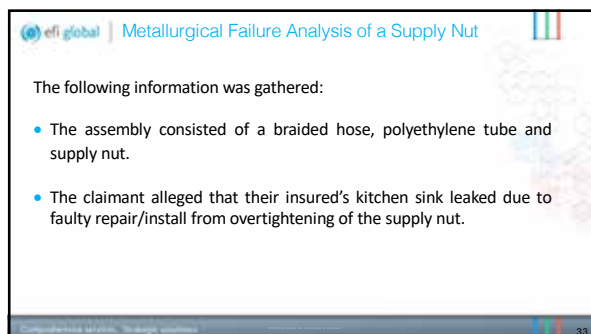 efi global | Metallurgical Failure Analysis of a Supply Nut
The following information was gathered:
• The assembly consisted of a braided hose, polyethylene tube and
supply nut.
• The claimant alleged that their insured's kitchen sink leaked due to
faulty repair/install from overtightening of the supply nut.
33